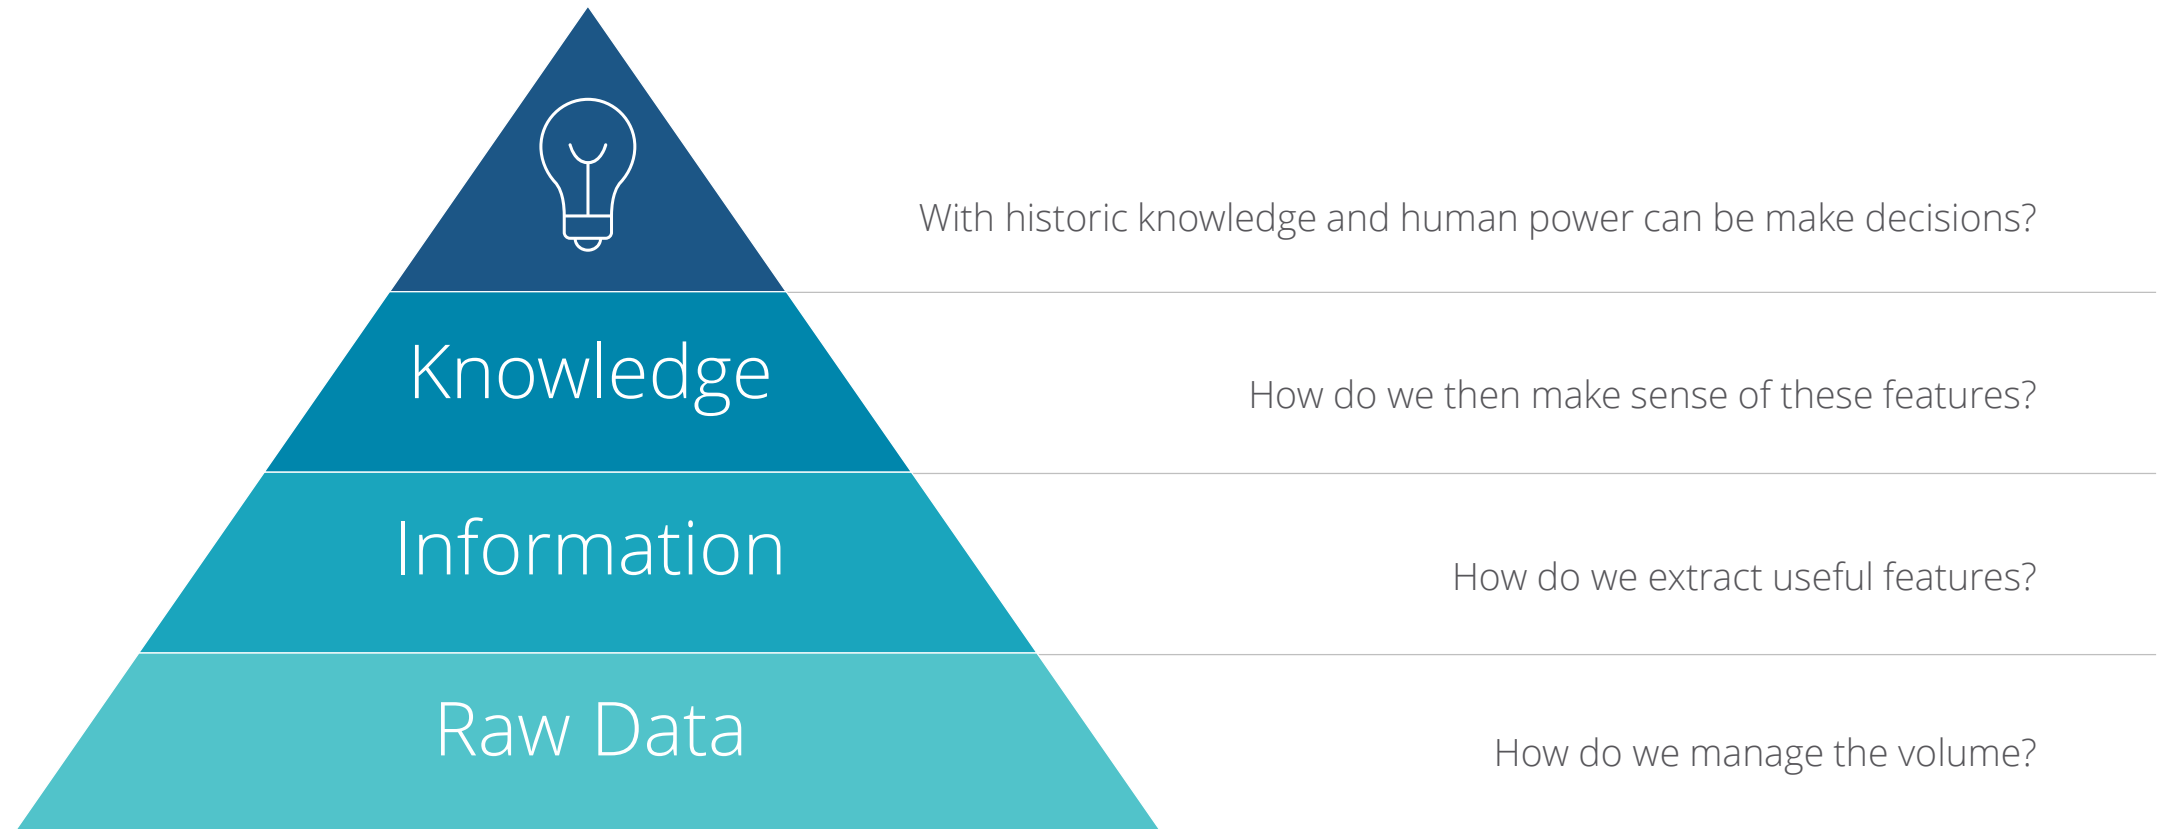 With historic knowledge and human power can be make decisions?
Knowledge
How do we then make sense of these features?
Information
How do we extract useful features?
Raw Data
How do we manage the volume?